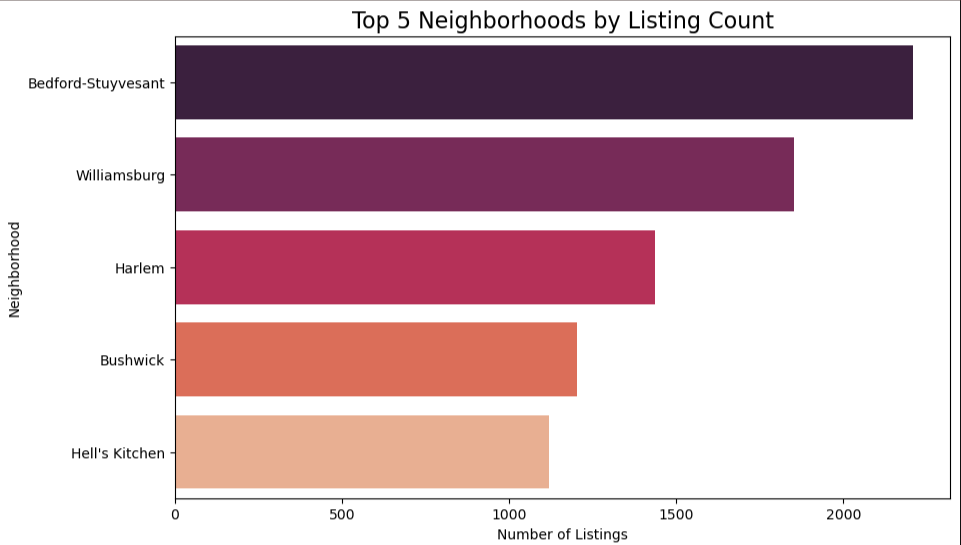 Top 5 Neighborhoods by Listing Count
Neighborhood
Bedford-Stuyvesant
Williamsburg
Harlem
Bushwick
Hell's Kitchen
0 500 1000 1500 2000
Number of Listings